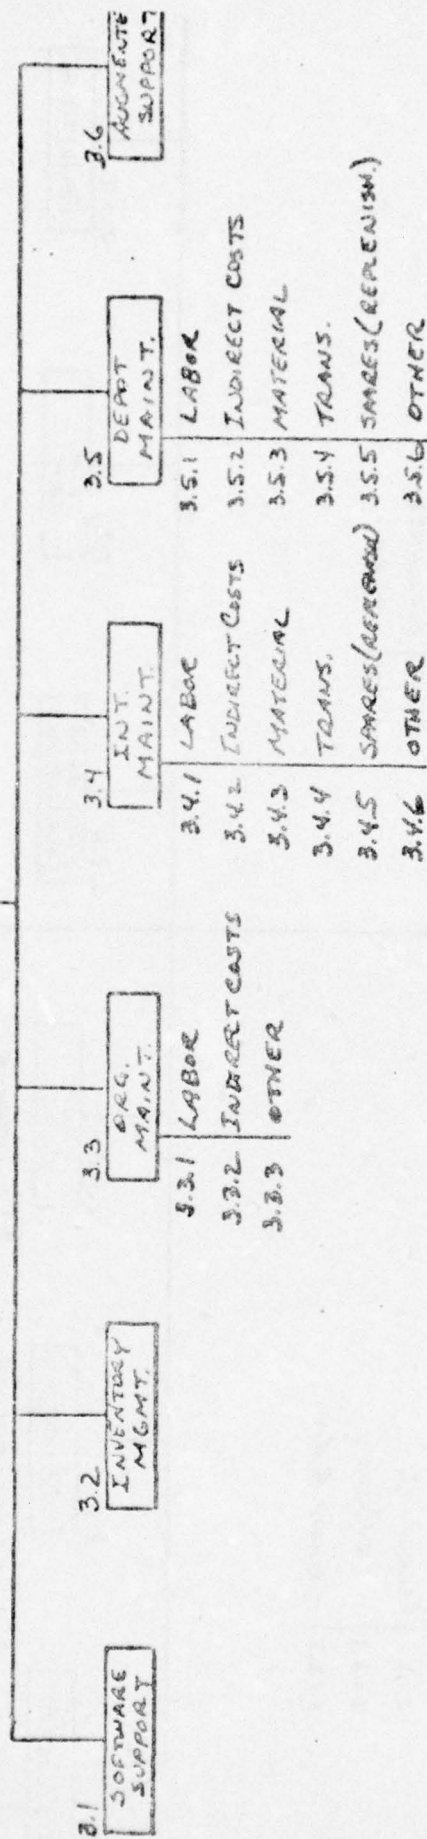 3.1
SOFTWARE
SUPPORT
3.2
INVENTORY
MGMT.
3.3
ORG.
MAINT.
3.3.1 LABOR
3.3.2 INDIRECT COSTS
3.3.3 OTHER
3.4
INT.
MAINT.
3.4.1 LABOR
3.4.2 INDIRECT COSTS
3.4.3 MATERIAL
3.4.4 TRANS.
3.4.5 SPARES
3.4.6 OTHER
3.5
DEPOT
MAINT.
3.5.1 LABOR
3.5.2 INDIRECT COSTS
3.5.3 MATERIAL
3.5.4 TRANS.
3.5.5 SPARES (REPLENISH.)
3.5.6 OTHER
3.6
AUGMENTE
SUPPORT